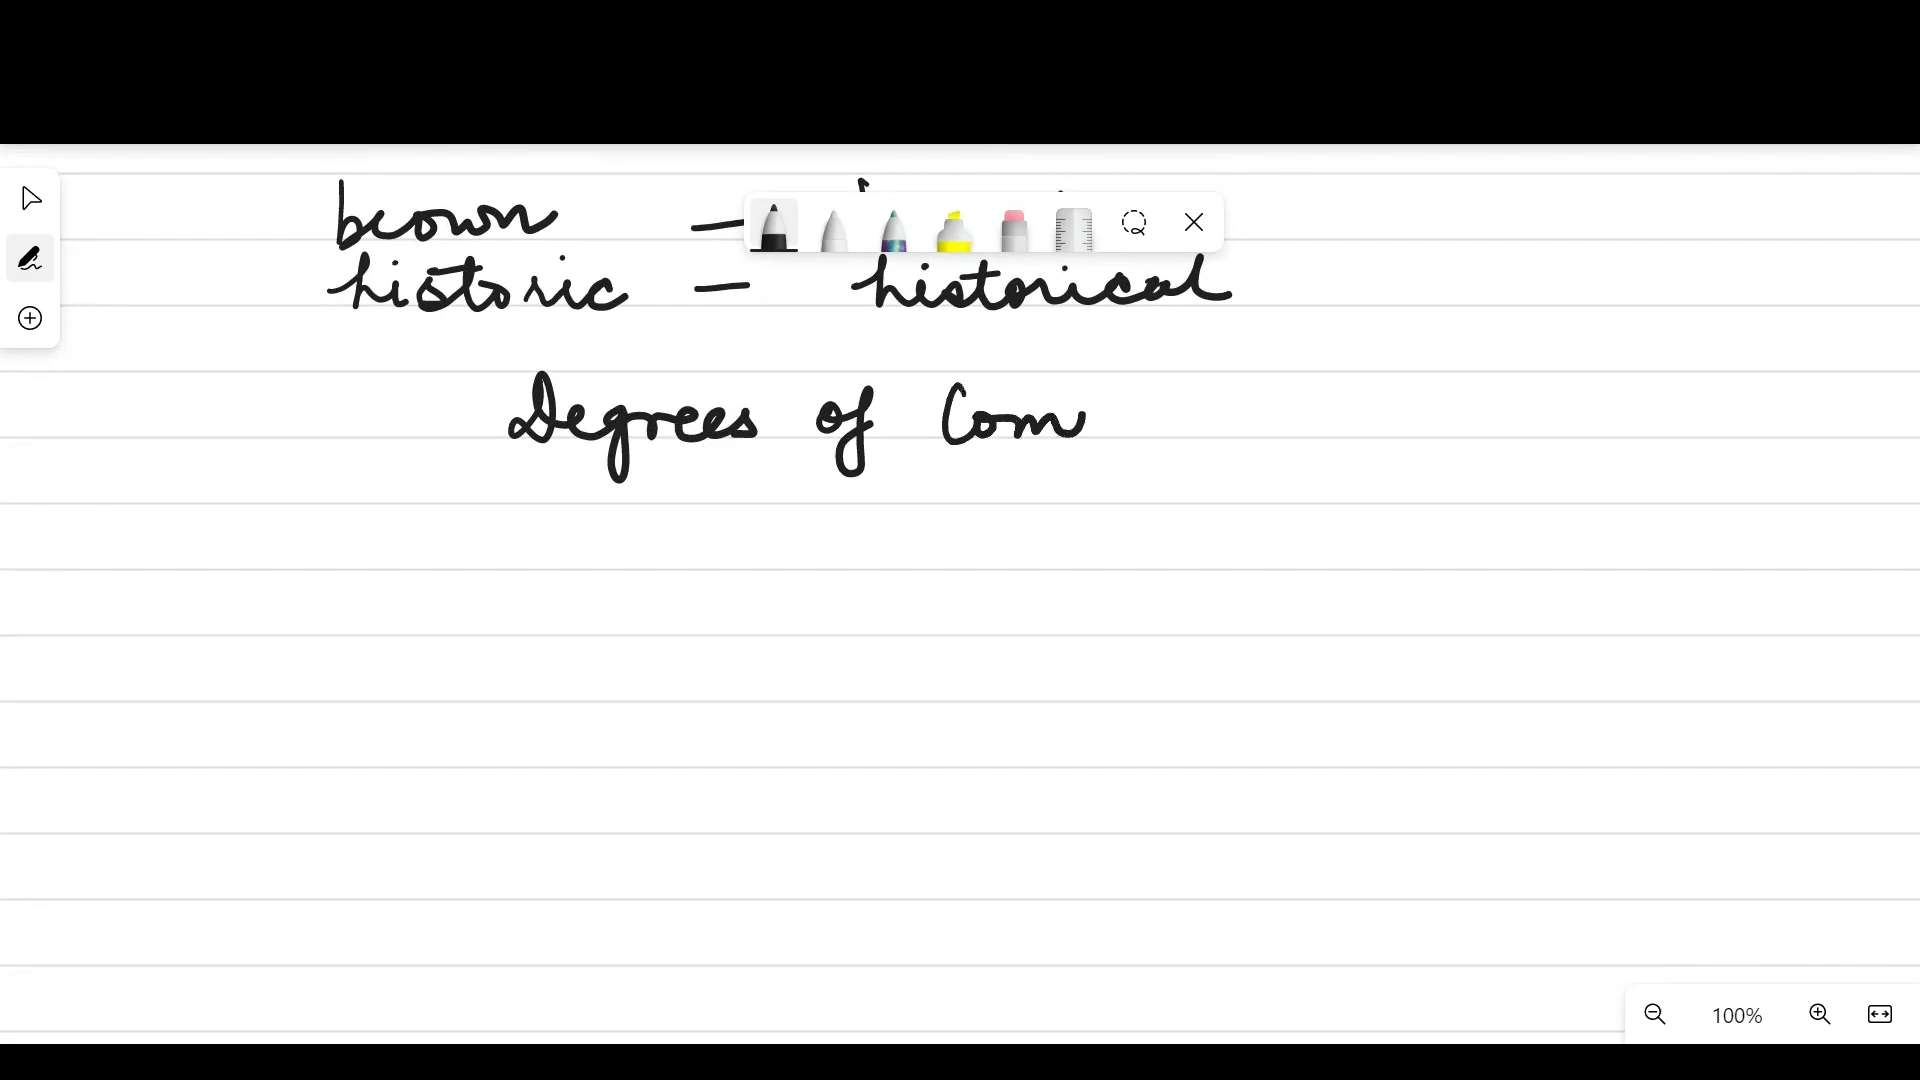 brown –
historic – historical
Degrees of Com
100%